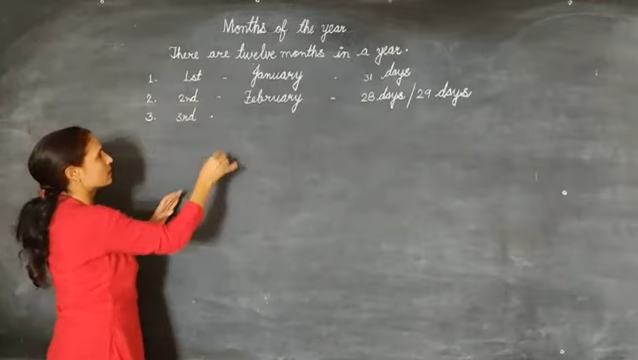 Months of the year
There are twelve months in a year.
1. 1st - January - 31 days
2. 2nd - February - 28 days / 29 days
3. 3rd .